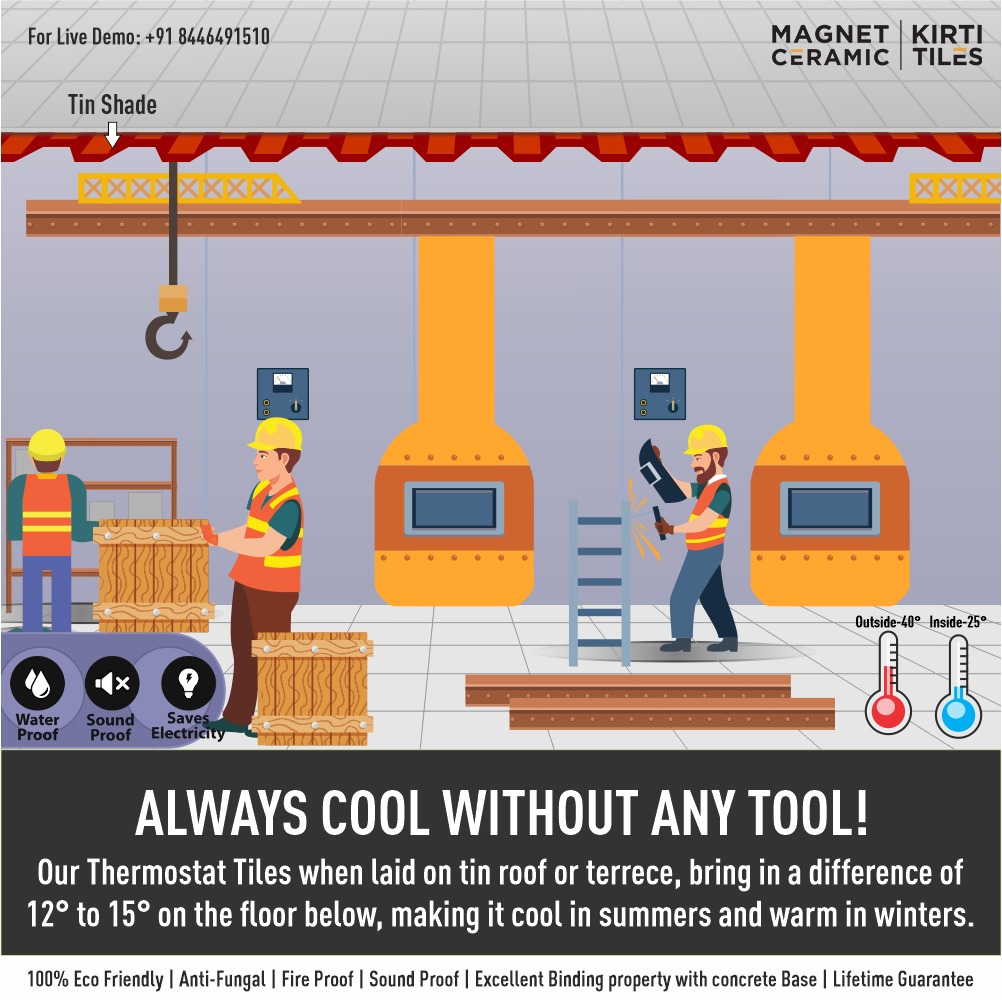 For Live Demo: +91 8446491510
MAGNET
CERAMIC
KIRTI
TILES
Tin Shade
Outside-40° Inside-25°
Water
Proof
Sound
Proof
Saves
Electricity
ALWAYS COOL WITHOUT ANY TOOL!
Our Thermostat Tiles when laid on tin roof or terrece, bring in a difference of
12° to 15° on the floor below, making it cool in summers and warm in winters.
100% Eco Friendly | Anti-Fungal | Fire Proof | Sound Proof | Excellent Binding property with concrete Base | Lifetime Guarantee